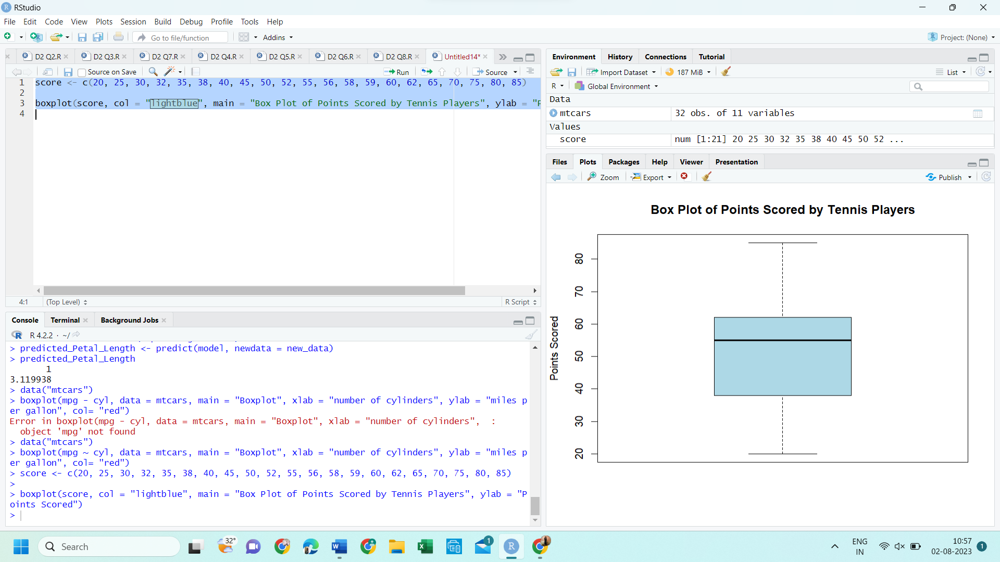 RStudio
File Edit Code View Plots Session Build Debug Profile Tools Help
Go to file/function Addins Project: (None)
D2 Q2.R D2 Q3.R D2 Q7.R D2 Q4.R D2 Q5.R D2 Q6.R D2 Q8.R Untitled14*
Source on Save Run Source
1 score <- c(20, 25, 30, 32, 35, 38, 40, 45, 50, 52, 55, 56, 58, 59, 60, 62, 65, 70, 75, 80, 85)
2
3 boxplot(score, col = "lightblue", main = "Box Plot of Points Scored by Tennis Players", ylab = "P
4
4:1 (Top Level) R Script
Console Terminal Background Jobs
R 4.2.2 · ~/
> predicted_Petal_Length <- predict(model, newdata = new_data)
> predicted_Petal_Length
1
3.119938
> data("mtcars")
> boxplot(mpg - cyl, data = mtcars, main = "Boxplot", xlab = "number of cylinders", ylab = "miles p
er gallon", col= "red")
Error in boxplot(mpg - cyl, data = mtcars, main = "Boxplot", xlab = "number of cylinders",  :
object 'mpg' not found
> data("mtcars")
> boxplot(mpg ~ cyl, data = mtcars, main = "Boxplot", xlab = "number of cylinders", ylab = "miles p
er gallon", col= "red")
> score <- c(20, 25, 30, 32, 35, 38, 40, 45, 50, 52, 55, 56, 58, 59, 60, 62, 65, 70, 75, 80, 85)
>
> boxplot(score, col = "lightblue", main = "Box Plot of Points Scored by Tennis Players", ylab = "P
oints Scored")
>
Environment History Connections Tutorial
Import Dataset 187 MiB List
R Global Environment
Data
mtcars 32 obs. of 11 variables
Values
score num [1:21] 20 25 30 32 35 38 40 45 50 52 ...
Files Plots Packages Help Viewer Presentation
Zoom Export Publish
Box Plot of Points Scored by Tennis Players
Points Scored
80
70
60
50
40
30
20
Search 32° 1 ENG
IN
10:57
02-08-2023 1